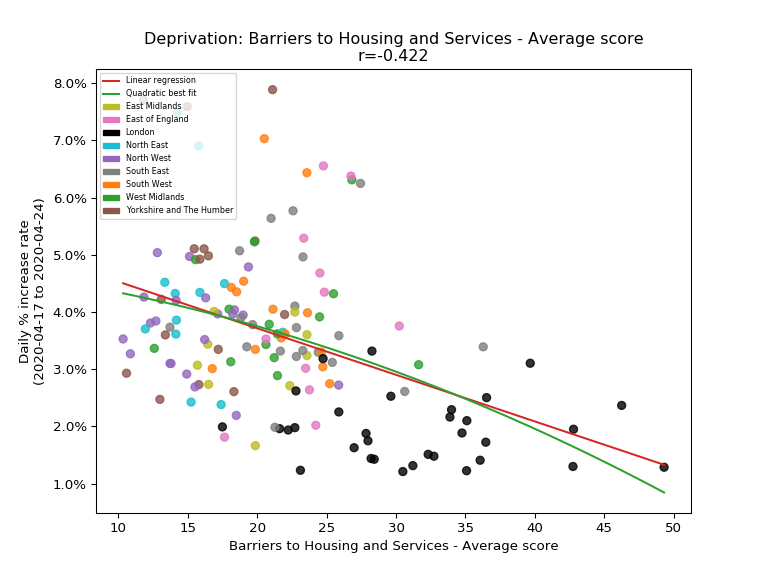 Deprivation: Barriers to Housing and Services - Average score
r=-0.422
8.0%
7.0%
6.0%
5.0%
4.0%
3.0%
2.0%
1.0%
Daily % increase rate
(2020-04-17 to 2020-04-24)
Linear regression
Quadratic best fit
East Midlands
East of England
London
North East
North West
South East
South West
West Midlands
Yorkshire and The Humber
10 15 20 25 30 35 40 45 50
Barriers to Housing and Services - Average score